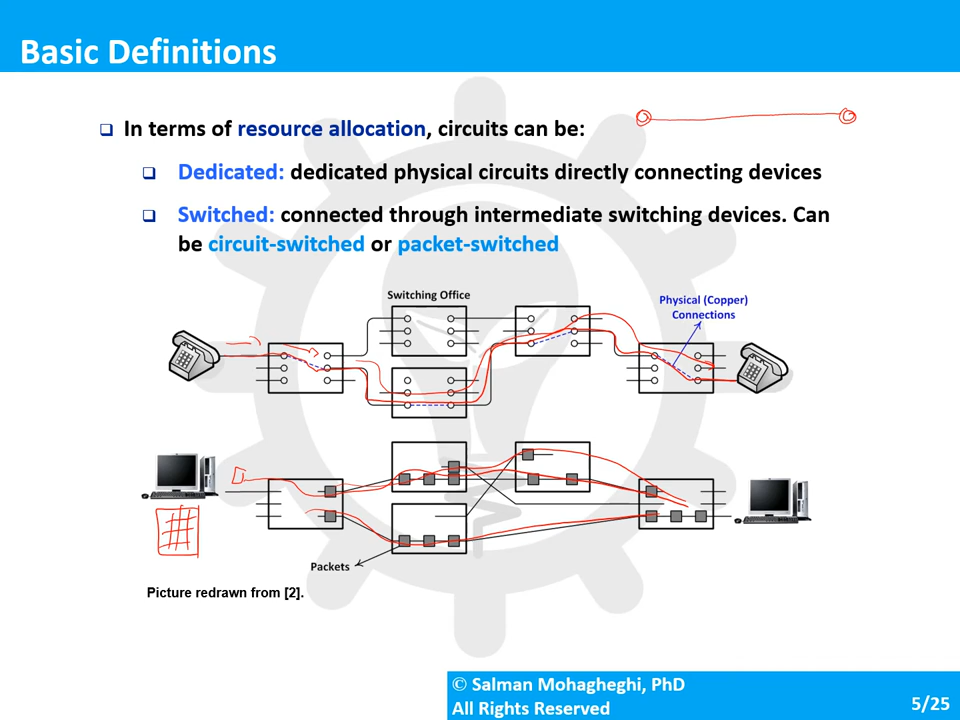 Basic Definitions
❑ In terms of resource allocation, circuits can be:
❑ Dedicated: dedicated physical circuits directly connecting devices
❑ Switched: connected through intermediate switching devices. Can
be circuit-switched or packet-switched
Switching Office
Physical (Copper)
Connections
Packets
Picture redrawn from [2].
© Salman Mohagheghi, PhD
All Rights Reserved
5/25